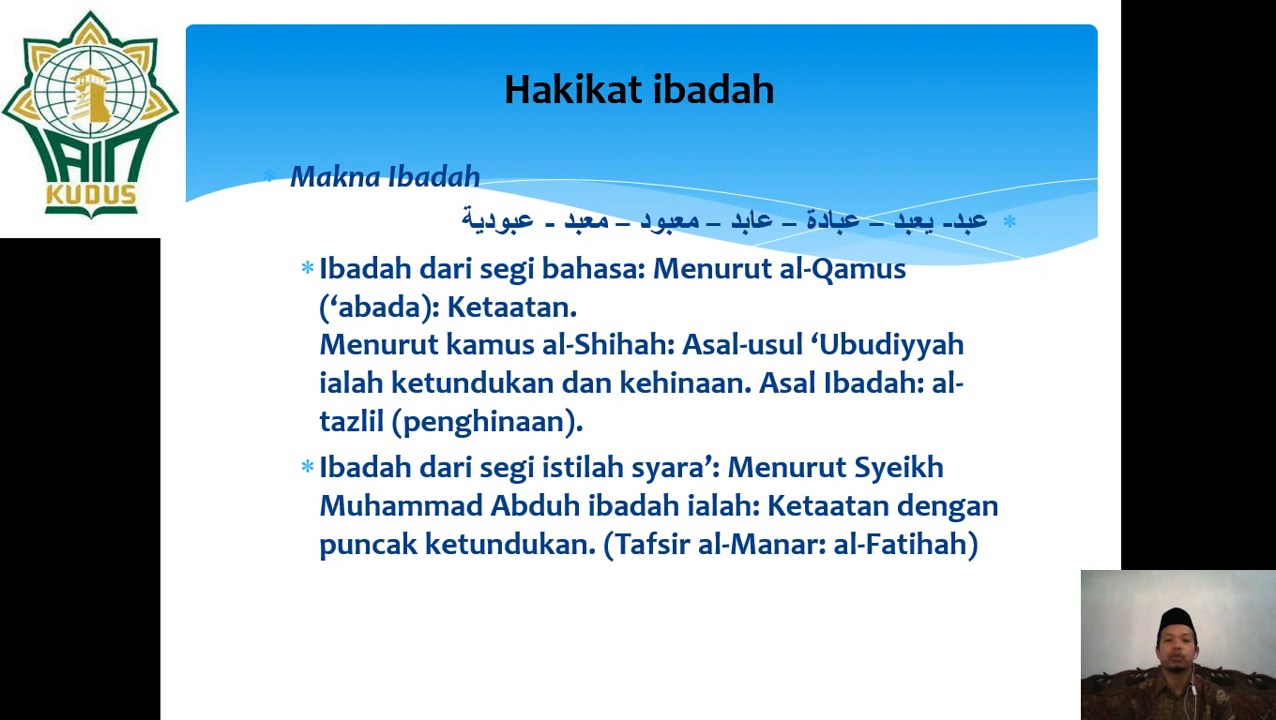 IAIN
KUDUS
Hakikat ibadah
Makna Ibadah
عبد- يعبد – عبادة – عابد – معبود – معبد - عبودية
Ibadah dari segi bahasa: Menurut al-Qamus
(‘abada): Ketaatan.
Menurut kamus al-Shihah: Asal-usul ‘Ubudiyyah
ialah ketundukan dan kehinaan. Asal Ibadah: al-
tazlil (penghinaan).
Ibadah dari segi istilah syara’: Menurut Syeikh
Muhammad Abduh ibadah ialah: Ketaatan dengan
puncak ketundukan. (Tafsir al-Manar: al-Fatihah)